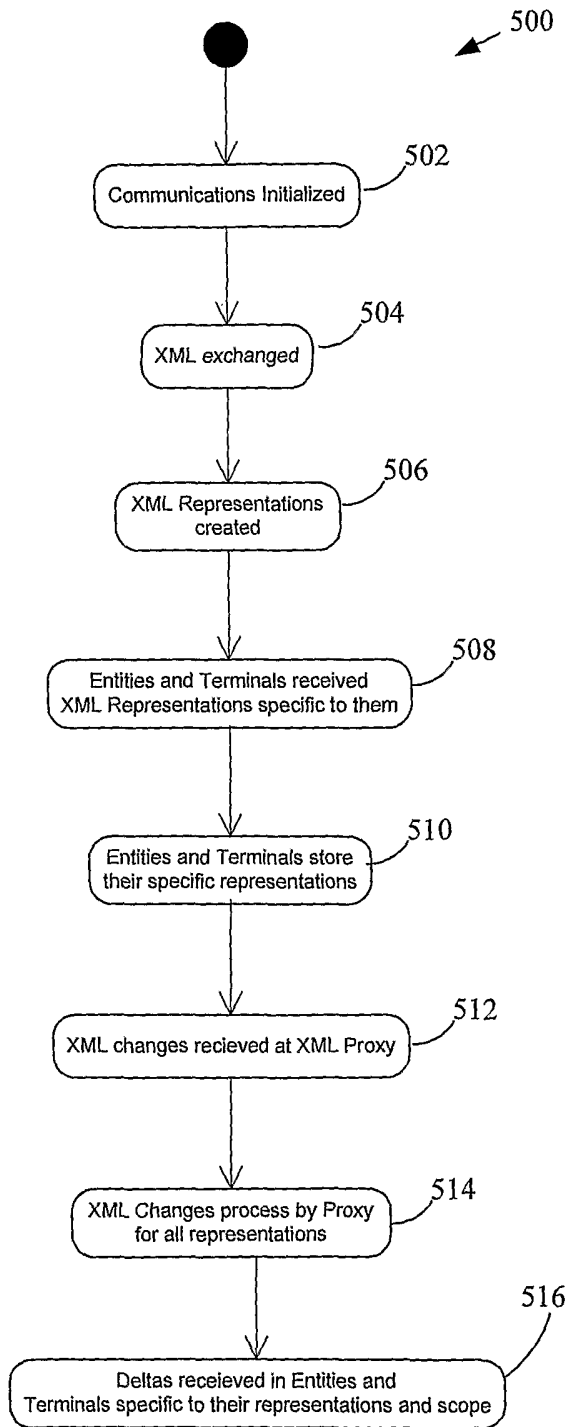 500
502
Communications Initialized
504
XML exchanged
506
XML Representations
created
508
Entities and Terminals received
XML Representations specific to them
510
Entities and Terminals store
their specific representations
512
XML changes recieved at XML Proxy
514
XML Changes process by Proxy
for all representations
516
Deltas receieved in Entities and
Terminals specific to their representations and scope